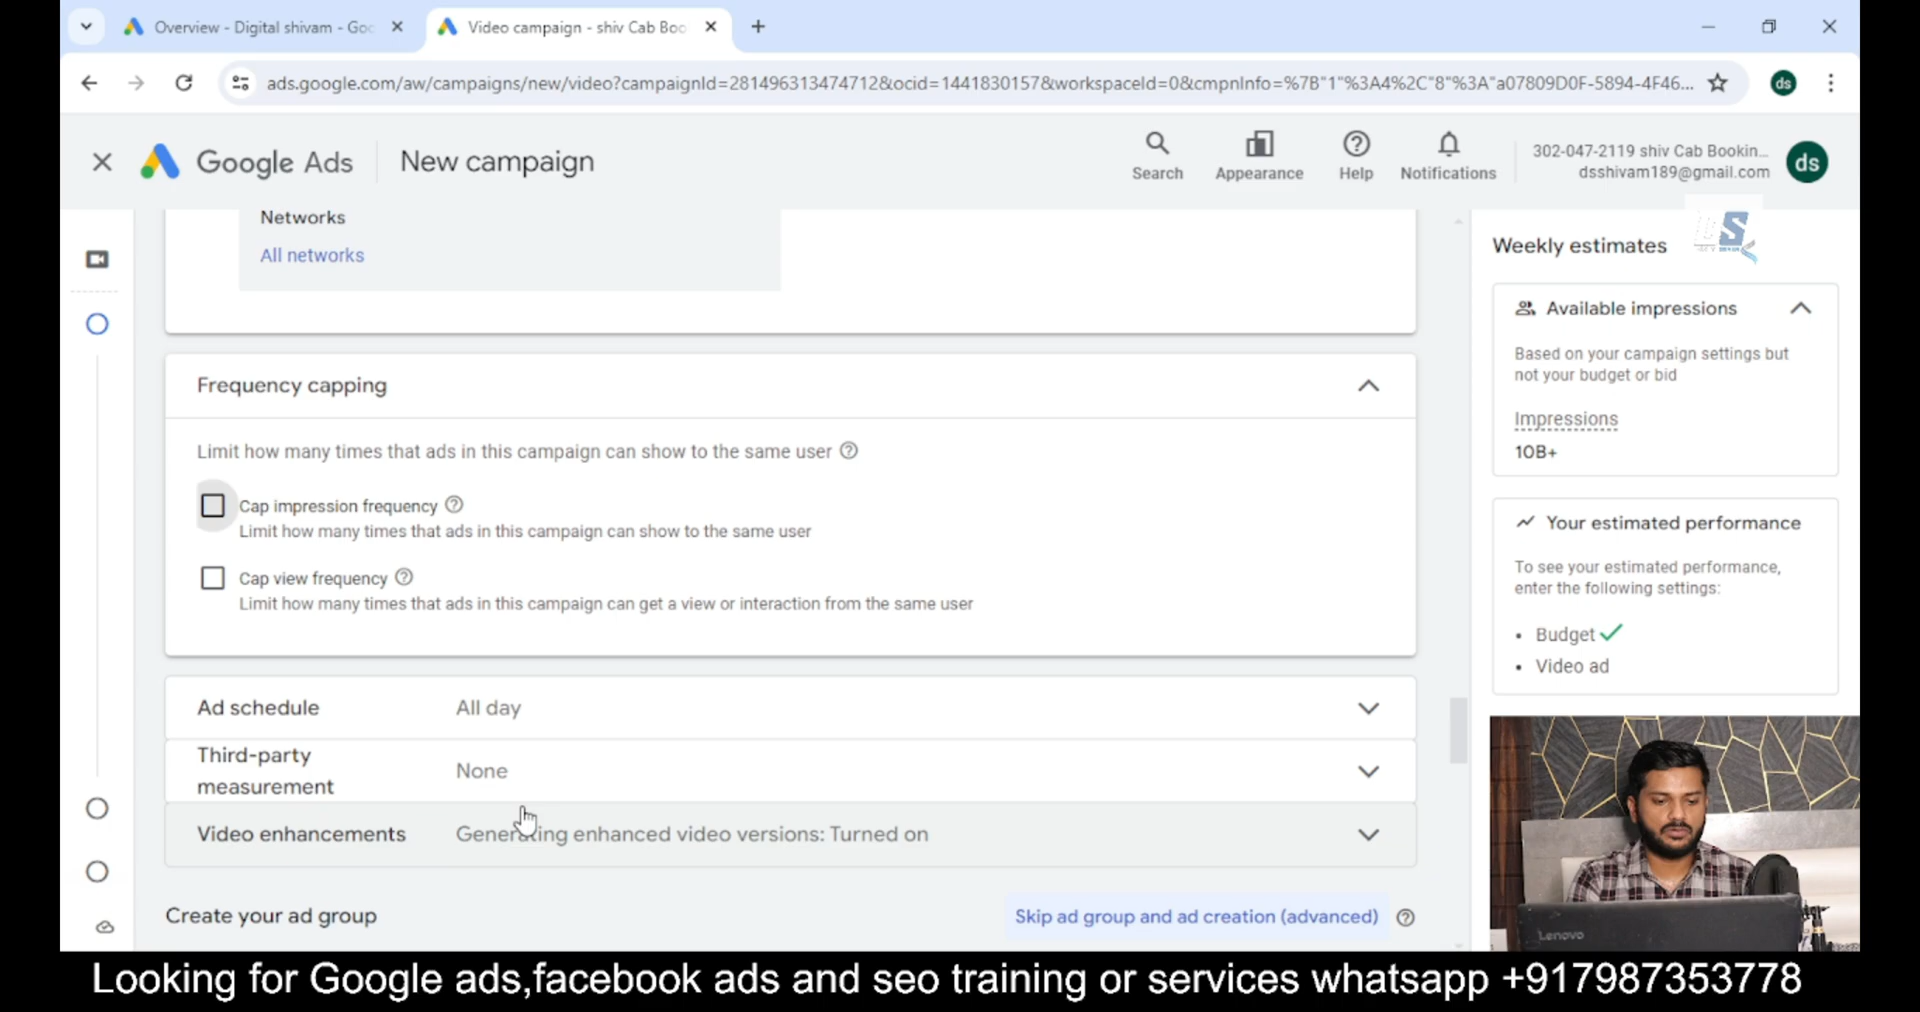 Overview - Digital shivam - Goo
Video campaign - shiv Cab Boo
ads.google.com/aw/campaigns/new/video?campaignId=281496313474712&ocid=1441830157&workspaceId=0&cmpnInfo=%7B"1"%3A4%2C"8"%3A"a07809D0F-5894-4F46...
ds
Google Ads
New campaign
Search
Appearance
Help
Notifications
302-047-2119 shiv Cab Bookin...
dsshivam189@gmail.com
ds
Networks
All networks
Frequency capping
Limit how many times that ads in this campaign can show to the same user
Cap impression frequency
Limit how many times that ads in this campaign can show to the same user
Cap view frequency
Limit how many times that ads in this campaign can get a view or interaction from the same user
Ad schedule
All day
Third-party
measurement
None
Video enhancements
Generating enhanced video versions: Turned on
Create your ad group
Skip ad group and ad creation (advanced)
Weekly estimates
DS
Available impressions
Based on your campaign settings but
not your budget or bid
Impressions
10B+
Your estimated performance
To see your estimated performance,
enter the following settings:
• Budget
• Video ad
Lenovo
Looking for Google ads,facebook ads and seo training or services whatsapp +917987353778